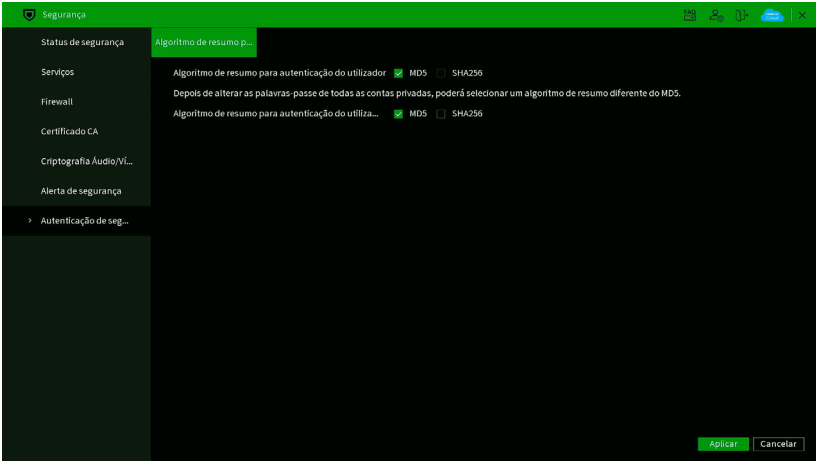 Segurança
FAQ
Status de segurança
Algoritmo de resumo p...
Serviços
Algoritmo de resumo para autenticação do utilizador MD5 SHA256
Depois de alterar as palavras-passe de todas as contas privadas, poderá selecionar um algoritmo de resumo diferente do MD5.
Firewall
Algoritmo de resumo para autenticação do utiliza... MD5 SHA256
Certificado CA
Criptografia Áudio/Ví...
Alerta de segurança
Autenticação de seg...
Aplicar
Cancelar